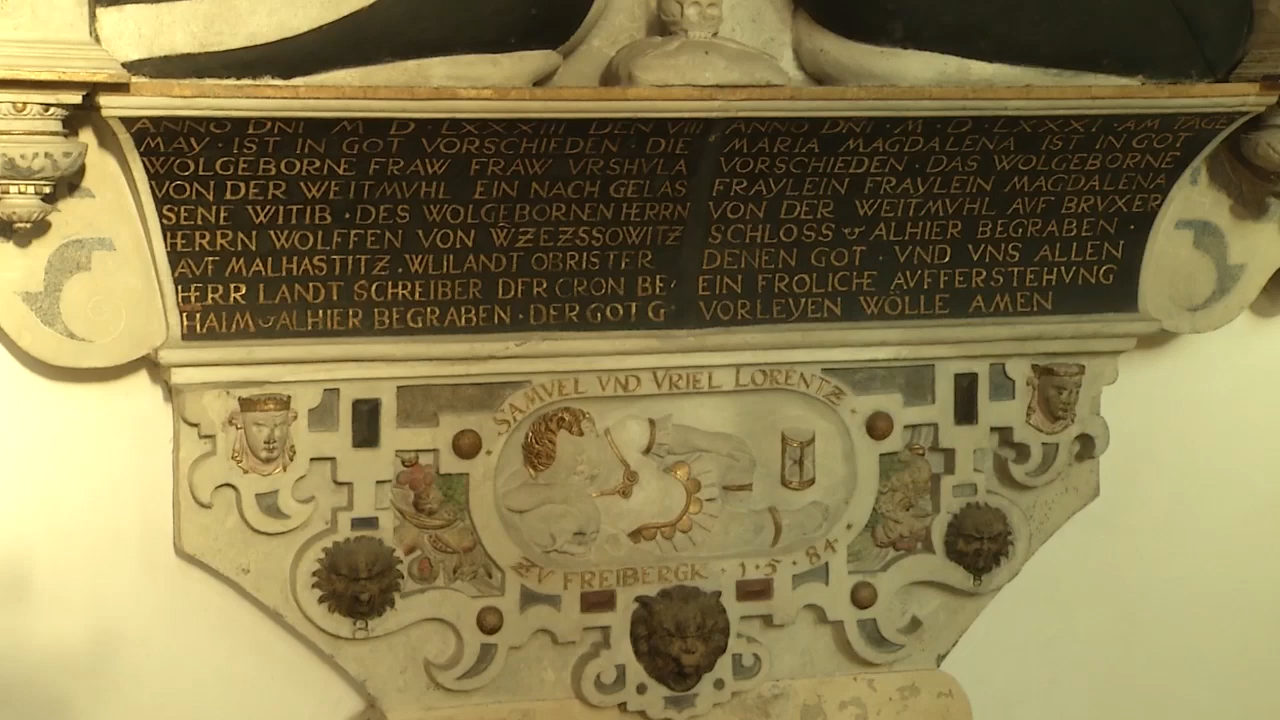 ANNO DNI M D · LXXXIII DEN VIII
MAY · IST IN GOT VORSCHIEDEN · DIE
WOLGEBORNE FRAW FRAW VRSHVLA
VON DER WEITMVHL EIN NACH GELAS
SENE WITIB · DES WOLGEBORNEN HERRN
HERRN WOLFFEN VON W̃ZEZSSOWITZ
AVF MALHASTITZ · WLILANDT OBRISTER
HERR LANDT SCHREIBER DER CRON BE·
HAIM ALHIER BEGRABEN · DER GOT G
ANNO DNI · M · D · LXXXI · AM TAGE
MARIA MAGDALENA IST IN GOT
VORSCHIEDEN · DAS WOLGEBORNE
FRAYLEIN FRAYLEIN MAGDALENA
VON DER WEITMVHL AVF BRVXER
SCHLOSS ALHIER BEGRABEN ·
DENEN GOT · VND VNS ALLEN
EIN FROLICHE AVFFERSTEHVNG
VORLEYEN WÖLLE AMEN
SAMVEL VND VRIEL LORENTZ
ZV FREIBERGK · 1 · 5 · 84 ·